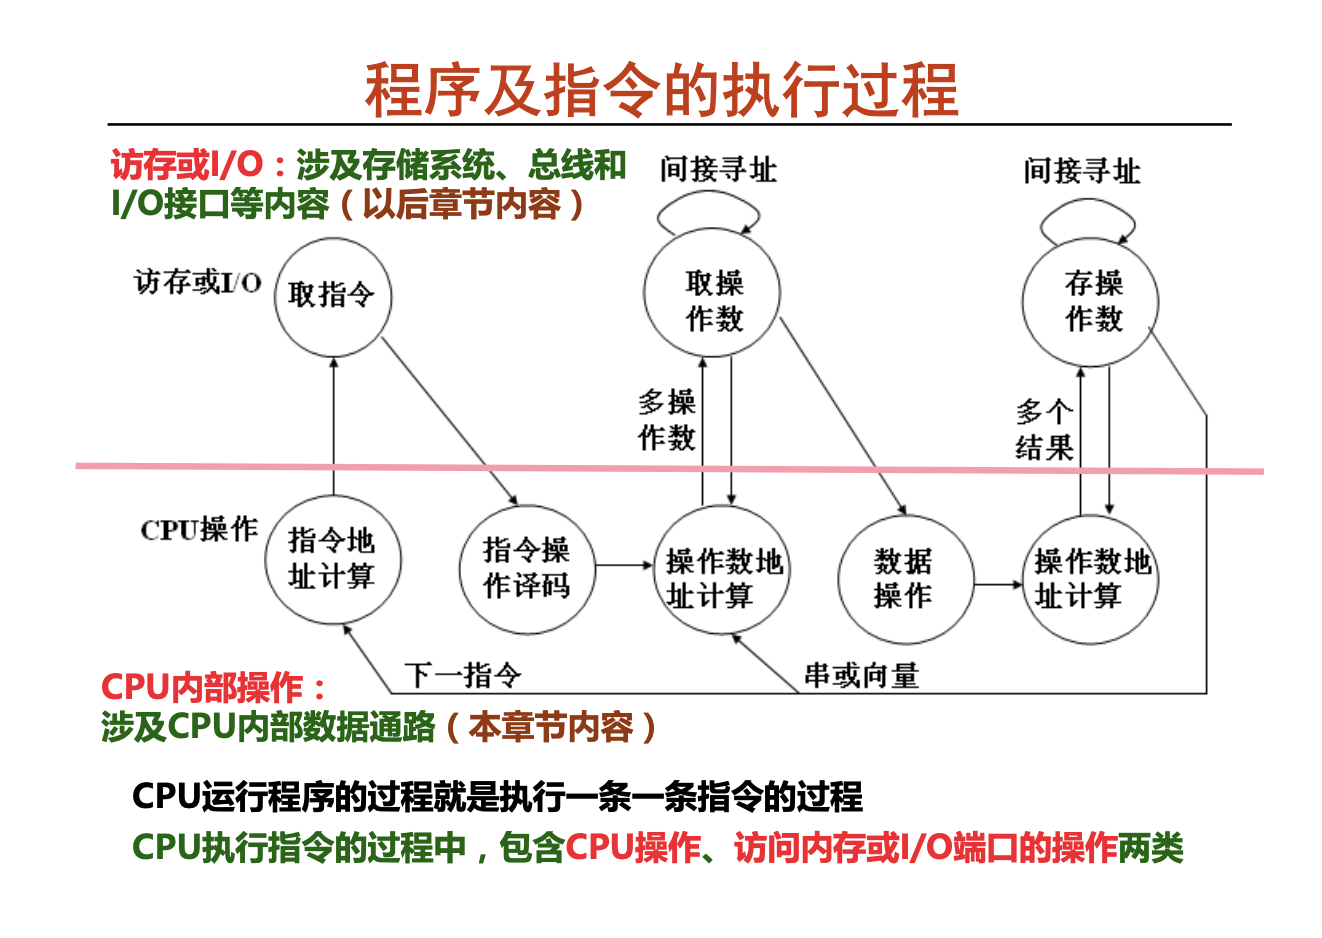 程序及指令的执行过程
访存或I/O：涉及存储系统、总线和
I/O接口等内容（以后章节内容）
间接寻址
间接寻址
访存或I/O
取指令
取操
作数
存操
作数
多操
作数
多个
结果
CPU操作
指令地
址计算
指令操
作译码
操作数地
址计算
数据
操作
操作数地
址计算
下一指令
串或向量
CPU内部操作：
涉及CPU内部数据通路（本章节内容）
CPU运行程序的过程就是执行一条一条指令的过程
CPU执行指令的过程中，包含CPU操作、访问内存或I/O端口的操作两类